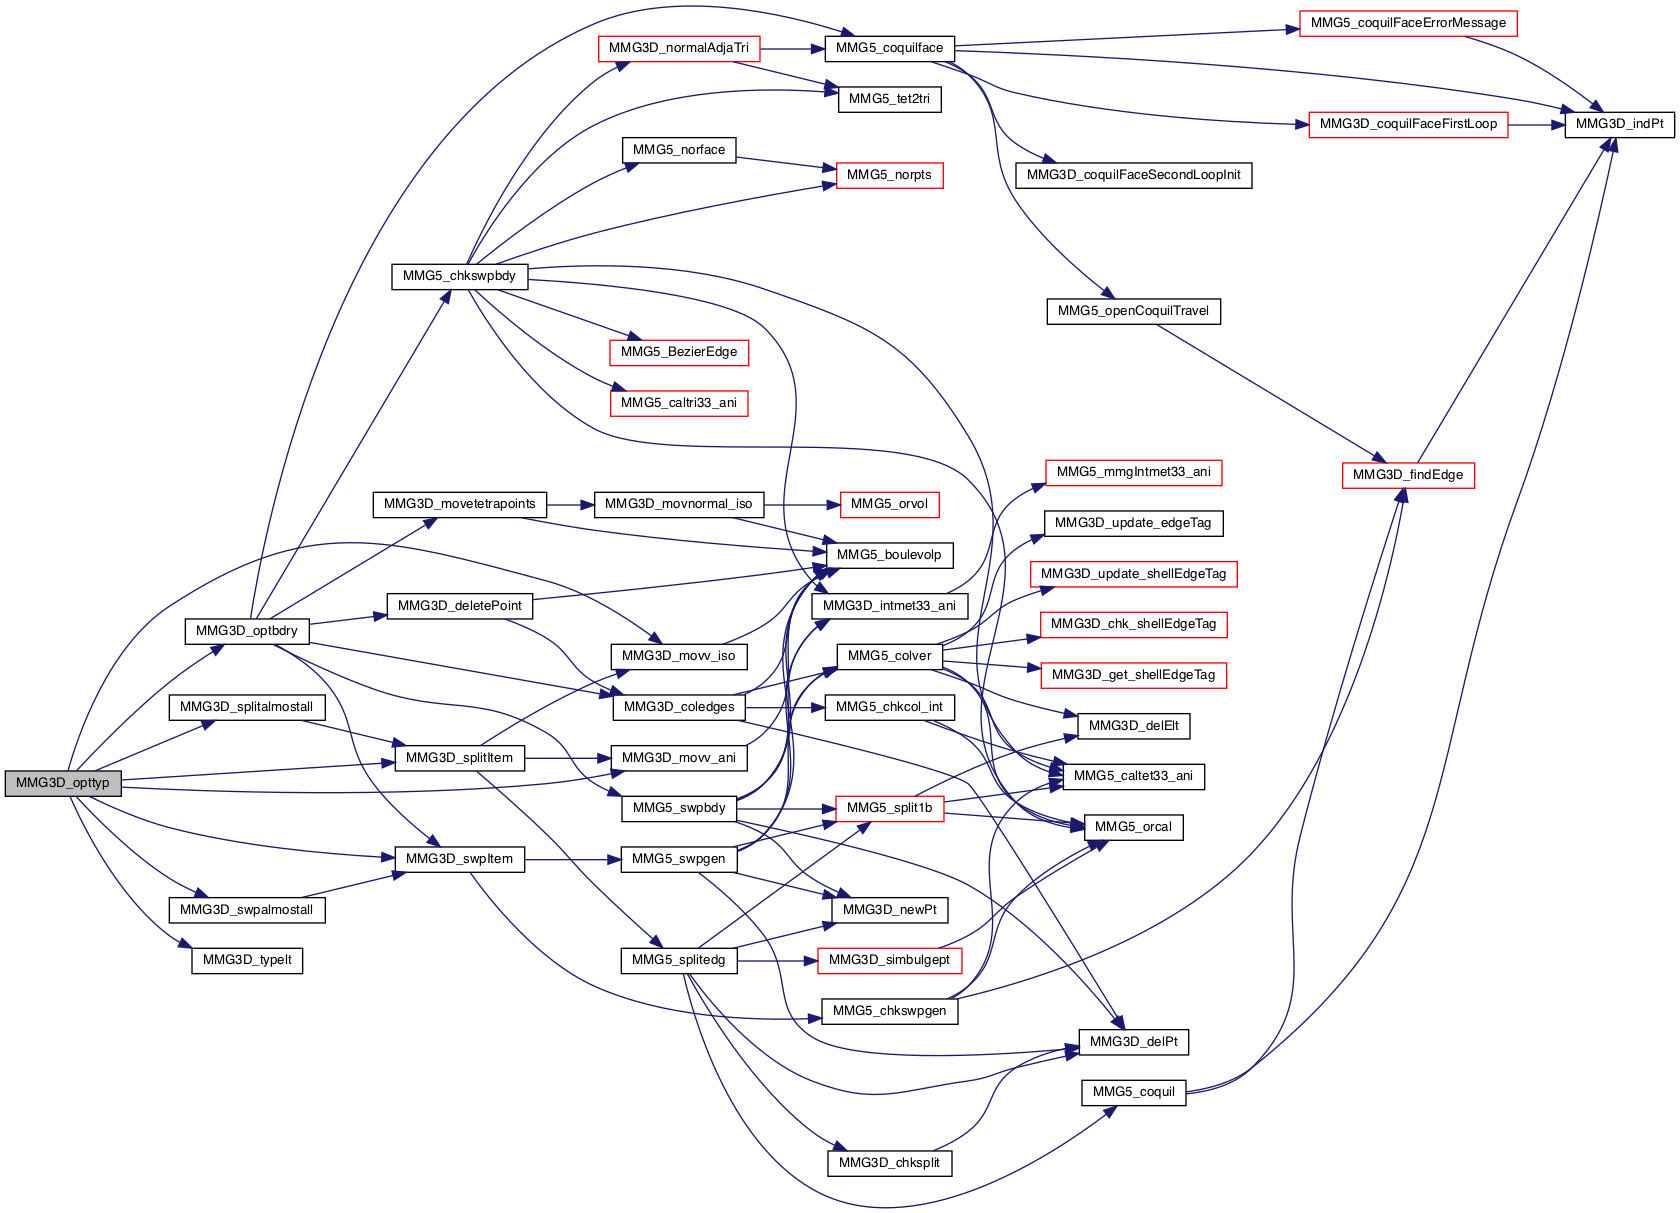 MMG3D_opttyp
MMG3D_optbdry
MMG3D_splitalmostall
MMG3D_swpalmostall
MMG3D_typelt
MMG5_chkswpbdy
MMG3D_movetetrapoints
MMG3D_deletePoint
MMG3D_splitItem
MMG3D_swpItem
MMG3D_normalAdjaTri
MMG5_norface
MMG5_BezierEdge
MMG5_caltri33_ani
MMG3D_movnormal_iso
MMG3D_movv_iso
MMG3D_coledges
MMG3D_movv_ani
MMG5_swpbdy
MMG5_swpgen
MMG5_splitedg
MMG5_coquilface
MMG5_tet2tri
MMG5_norpts
MMG5_orvol
MMG5_boulevolp
MMG3D_intmet33_ani
MMG5_colver
MMG5_chkcol_int
MMG5_split1b
MMG3D_newPt
MMG3D_simbulgept
MMG5_chkswpgen
MMG3D_chksplit
MMG3D_coquilFaceSecondLoopInit
MMG5_openCoquilTravel
MMG5_mmgIntmet33_ani
MMG3D_update_edgeTag
MMG3D_update_shellEdgeTag
MMG3D_chk_shellEdgeTag
MMG3D_get_shellEdgeTag
MMG3D_delElt
MMG5_caltet33_ani
MMG5_orcal
MMG3D_delPt
MMG5_coquil
MMG5_coquilFaceErrorMessage
MMG3D_coquilFaceFirstLoop
MMG3D_findEdge
MMG3D_indPt